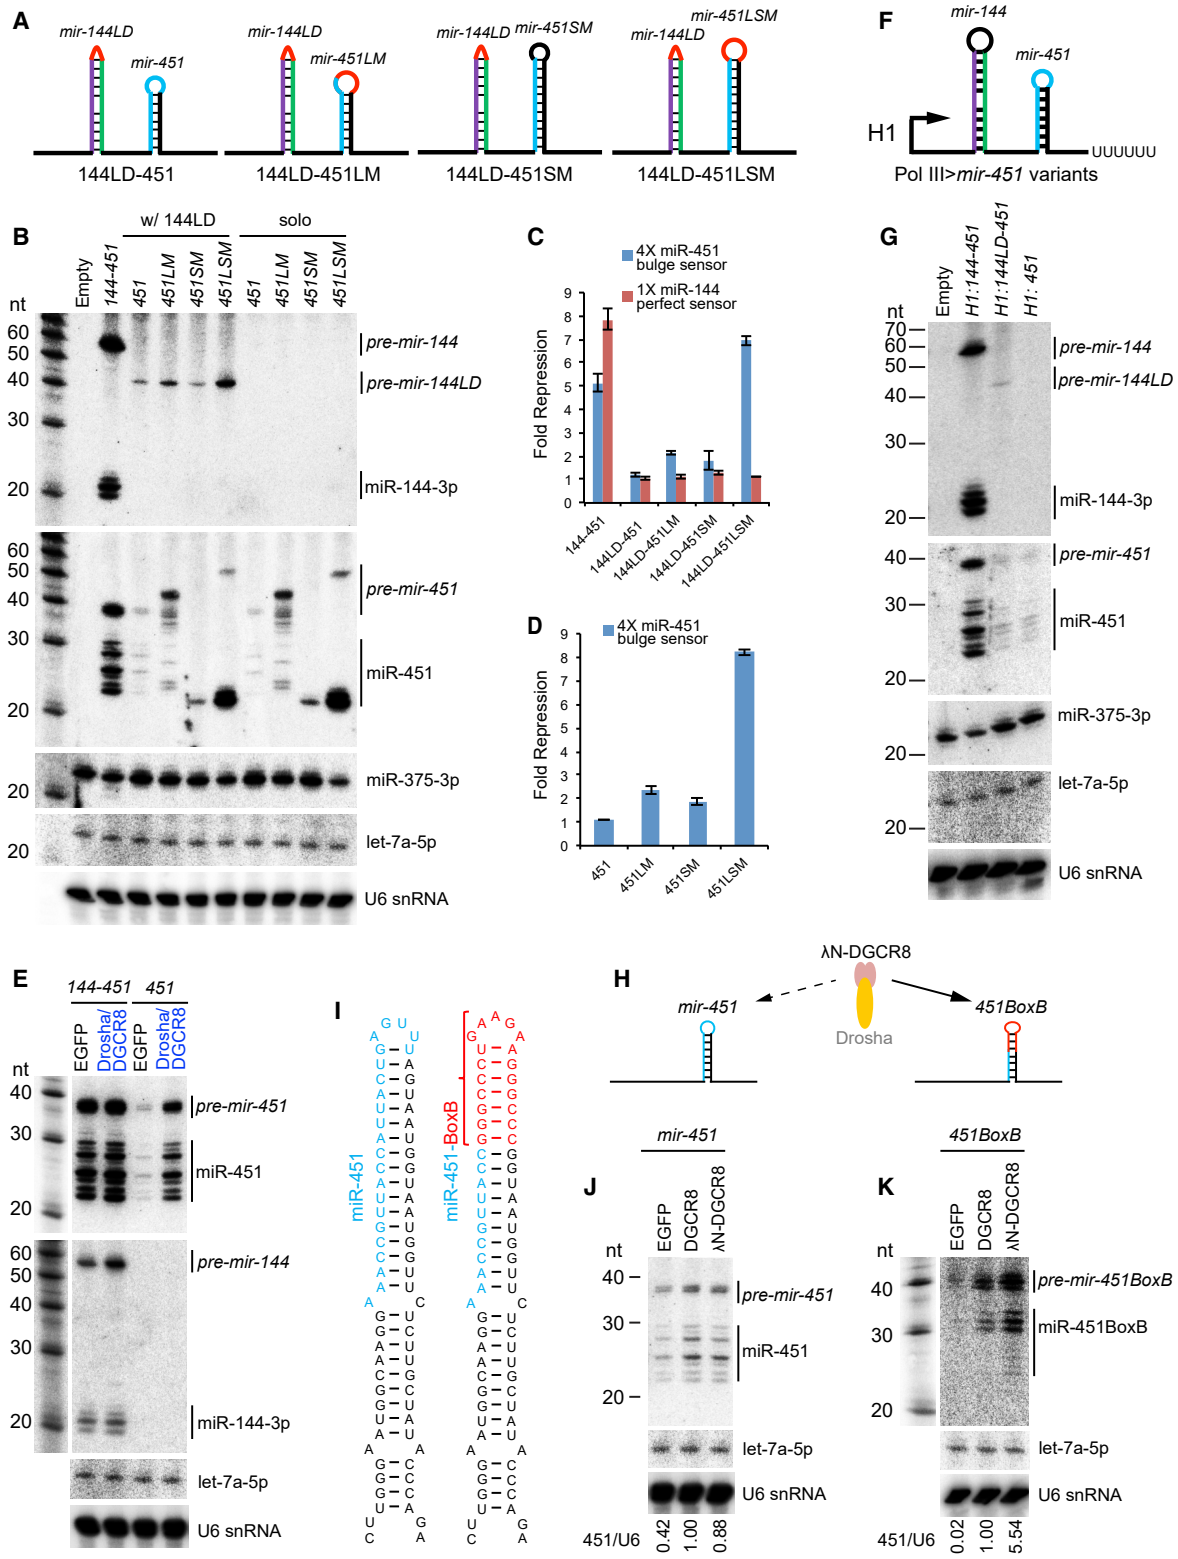 A
mir-144LD
mir-451
144LD-451
mir-144LD
mir-451LM
144LD-451LM
mir-144LD
mir-451SM
144LD-451SM
mir-144LD
mir-451LSM
144LD-451LSM
F
mir-144
mir-451
H1
UUUUUU
Pol III>mir-451 variants
B
w/ 144LD
solo
nt
Empty
144-451
451
451LM
451SM
451LSM
451
451LM
451SM
451LSM
60
50
40
30
20
pre-mir-144
pre-mir-144LD
miR-144-3p
60
50
40
30
20
pre-mir-451
miR-451
20
miR-375-3p
20
let-7a-5p
U6 snRNA
C
4X miR-451
bulge sensor
1X miR-144
perfect sensor
Fold Repression
9
8
7
6
5
4
3
2
1
0
144-451
144LD-451
144LD-451LM
144LD-451SM
144LD-451LSM
D
4X miR-451
bulge sensor
Fold Repression
9
8
7
6
5
4
3
2
1
0
451
451LM
451SM
451LSM
G
nt
Empty
H1:144-451
H1:144LD-451
H1: 451
70
60
50
40
30
20
pre-mir-144
pre-mir-144LD
miR-144-3p
40
30
20
pre-mir-451
miR-451
20
miR-375-3p
20
let-7a-5p
U6 snRNA
E
144-451
451
nt
EGFP
Drosha/
DGCR8
EGFP
Drosha/
DGCR8
40
30
20
pre-mir-451
miR-451
60
50
40
30
20
pre-mir-144
miR-144-3p
let-7a-5p
U6 snRNA
I
miR-451
miR-451-BoxB
H
λN-DGCR8
Drosha
mir-451
451BoxB
J
mir-451
nt
EGFP
DGCR8
λN-DGCR8
40
30
20
pre-mir-451
miR-451
let-7a-5p
U6 snRNA
451/U6
0.42
1.00
0.88
K
451BoxB
nt
EGFP
DGCR8
λN-DGCR8
40
30
20
pre-mir-451BoxB
miR-451BoxB
let-7a-5p
U6 snRNA
451/U6
0.02
1.00
5.54